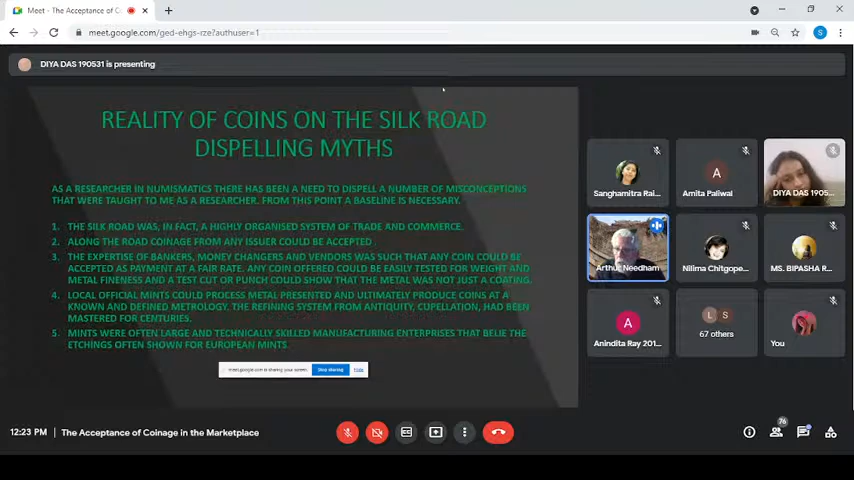 Meet - The Acceptance of C
meet.google.com/ged-ehgs-rze?authuser=1
S
DIYA DAS 190531 is presenting
REALITY OF COINS ON THE SILK ROAD
DISPELLING MYTHS
AS A RESEARCHER IN NUMISMATICS THERE HAS BEEN A NEED TO DISPELL A NUMBER OF MISCONCEPTIONS
THAT WERE TAUGHT TO ME AS A RESEARCHER. FROM THIS POINT A BASELINE IS NECESSARY.
1. THE SILK ROAD WAS, IN FACT, A HIGHLY ORGANISED SYSTEM OF TRADE AND COMMERCE.
2. ALONG THE ROAD COINAGE FROM ANY ISSUER COULD BE ACCEPTED .
3. THE EXPERTISE OF BANKERS, MONEY CHANGERS AND VENDORS WAS SUCH THAT ANY COIN COULD BE
ACCEPTED AS PAYMENT AT A FAIR RATE. ANY COIN OFFERED COULD BE EASILY TESTED FOR WEIGHT AND
METAL FINENESS AND A TEST CUT OR PUNCH COULD SHOW THAT THE METAL WAS NOT JUST A COATING.
4. LOCAL OFFICIAL MINTS COULD PROCESS METAL PRESENTED AND ULTIMATELY PRODUCE COINS AT A
KNOWN AND DEFINED METROLOGY. THE REFINING SYSTEM FROM ANTIQUITY, CUPELLATION, HAD BEEN
MASTERED FOR CENTURIES.
5. MINTS WERE OFTEN LARGE AND TECHNICALLY SKILLED MANUFACTURING ENTERPRISES THAT BELIE THE
ETCHINGS OFTEN SHOWN FOR EUROPEAN MINTS.
meet.google.com is sharing your screen.
Stop sharing
Hide
Sanghamitra Rai...
A
Amita Paliwal
DIYA DAS 1905...
Arthur Needham
Nilima Chitgope...
MS. BIPASHA R...
A
Anindita Ray 201...
L S
67 others
You
12:23 PM | The Acceptance of Coinage in the Marketplace
76